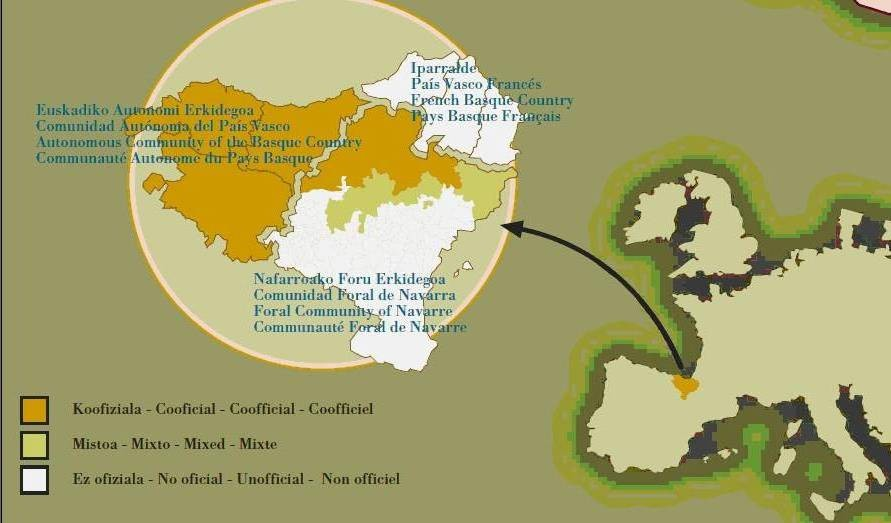 Iparralde
País Vasco Francés
French Basque Country
Pays Basque Français
Euskadiko Autonomi Erkidegoa
Comunidad Autónoma del País Vasco
Autonomous Community of the Basque Country
Communauté Autonome du Pays Basque
Nafarroako Foru Erkidegoa
Comunidad Foral de Navarra
Foral Community of Navarre
Communauté Foral de Navarre
Koofiziala - Cooficial - Coofficial - Coofficiel
Mistoa - Mixto - Mixed - Mixte
Ez ofiziala - No oficial - Unofficial - Non officiel